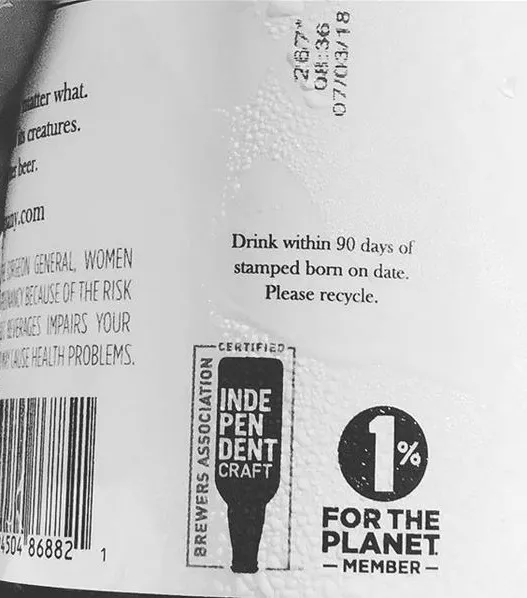 267*
08:36
07/03/18
matter what.
creatures.
beer.
.com
GENERAL, WOMEN
BECAUSE OF THE RISK
BEVERAGES IMPAIRS YOUR
HEALTH PROBLEMS.
Drink within 90 days of
stamped born on date.
Please recycle.
CERTIFIED
BREWERS ASSOCIATION
INDE
PEN
DENT
CRAFT
1%
FOR THE
PLANET
MEMBER
4504 86882 1